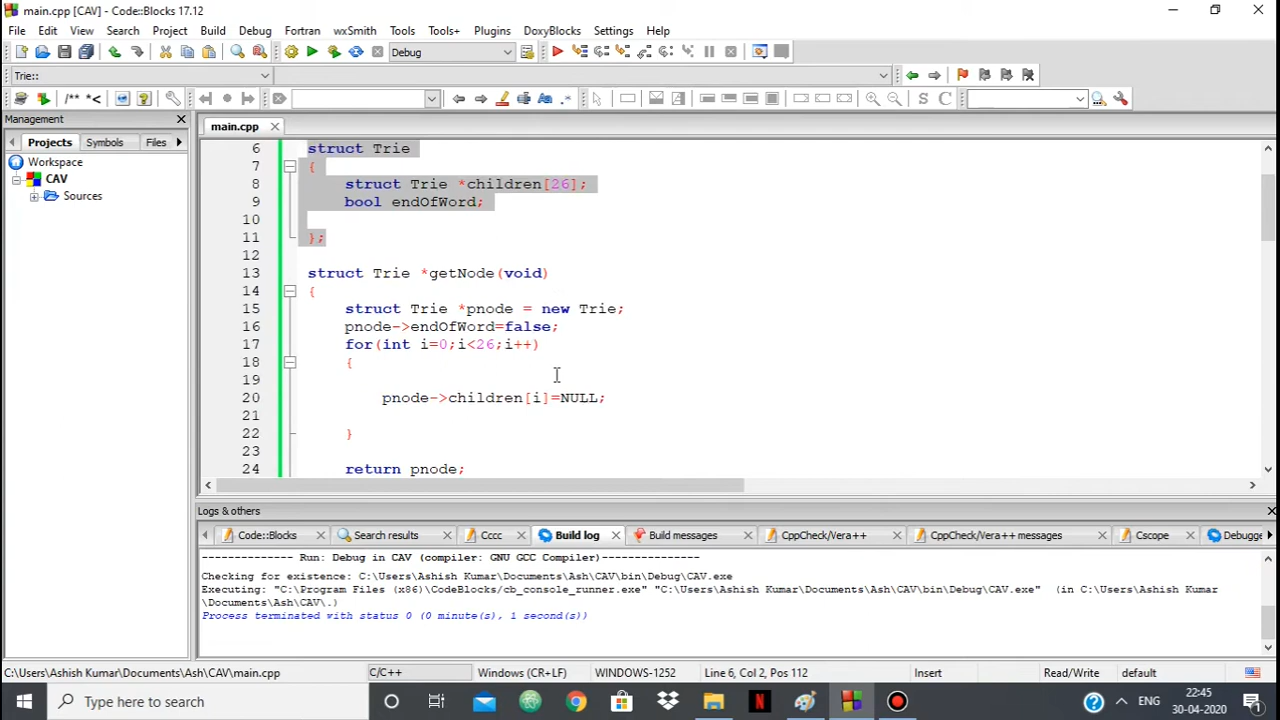 main.cpp [CAV] - Code::Blocks 17.12
File Edit View Search Project Build Debug Fortran wxSmith Tools Tools+ Plugins DoxyBlocks Settings Help
Debug
Trie::
/** *<
.*
S C
Management
main.cpp
Projects Symbols Files
Workspace
CAV
Sources
6 struct Trie
7 {
8 struct Trie *children[26];
9 bool endOfWord;
10
11 };
12
13 struct Trie *getNode(void)
14 {
15 struct Trie *pnode = new Trie;
16 pnode->endOfWord=false;
17 for(int i=0;i<26;i++)
18 {
19
20 pnode->children[i]=NULL;
21
22 }
23
24 return pnode;
Logs & others
Code::Blocks Search results Cccc Build log Build messages CppCheck/Vera++ CppCheck/Vera++ messages Cscope Debugge
-------------- Run: Debug in CAV (compiler: GNU GCC Compiler)---------------
Checking for existence: C:\Users\Ashish Kumar\Documents\Ash\CAV\bin\Debug\CAV.exe
Executing: "C:\Program Files (x86)\CodeBlocks/cb_console_runner.exe" "C:\Users\Ashish Kumar\Documents\Ash\CAV\bin\Debug\CAV.exe"  (in C:\Users\Ashish Kumar
\Documents\Ash\CAV\.)
Process terminated with status 0 (0 minute(s), 1 second(s))
C:\Users\Ashish Kumar\Documents\Ash\CAV\main.cpp C/C++ Windows (CR+LF) WINDOWS-1252 Line 6, Col 2, Pos 112 Insert Read/Write default
Type here to search
ENG
22:45
30-04-2020
1